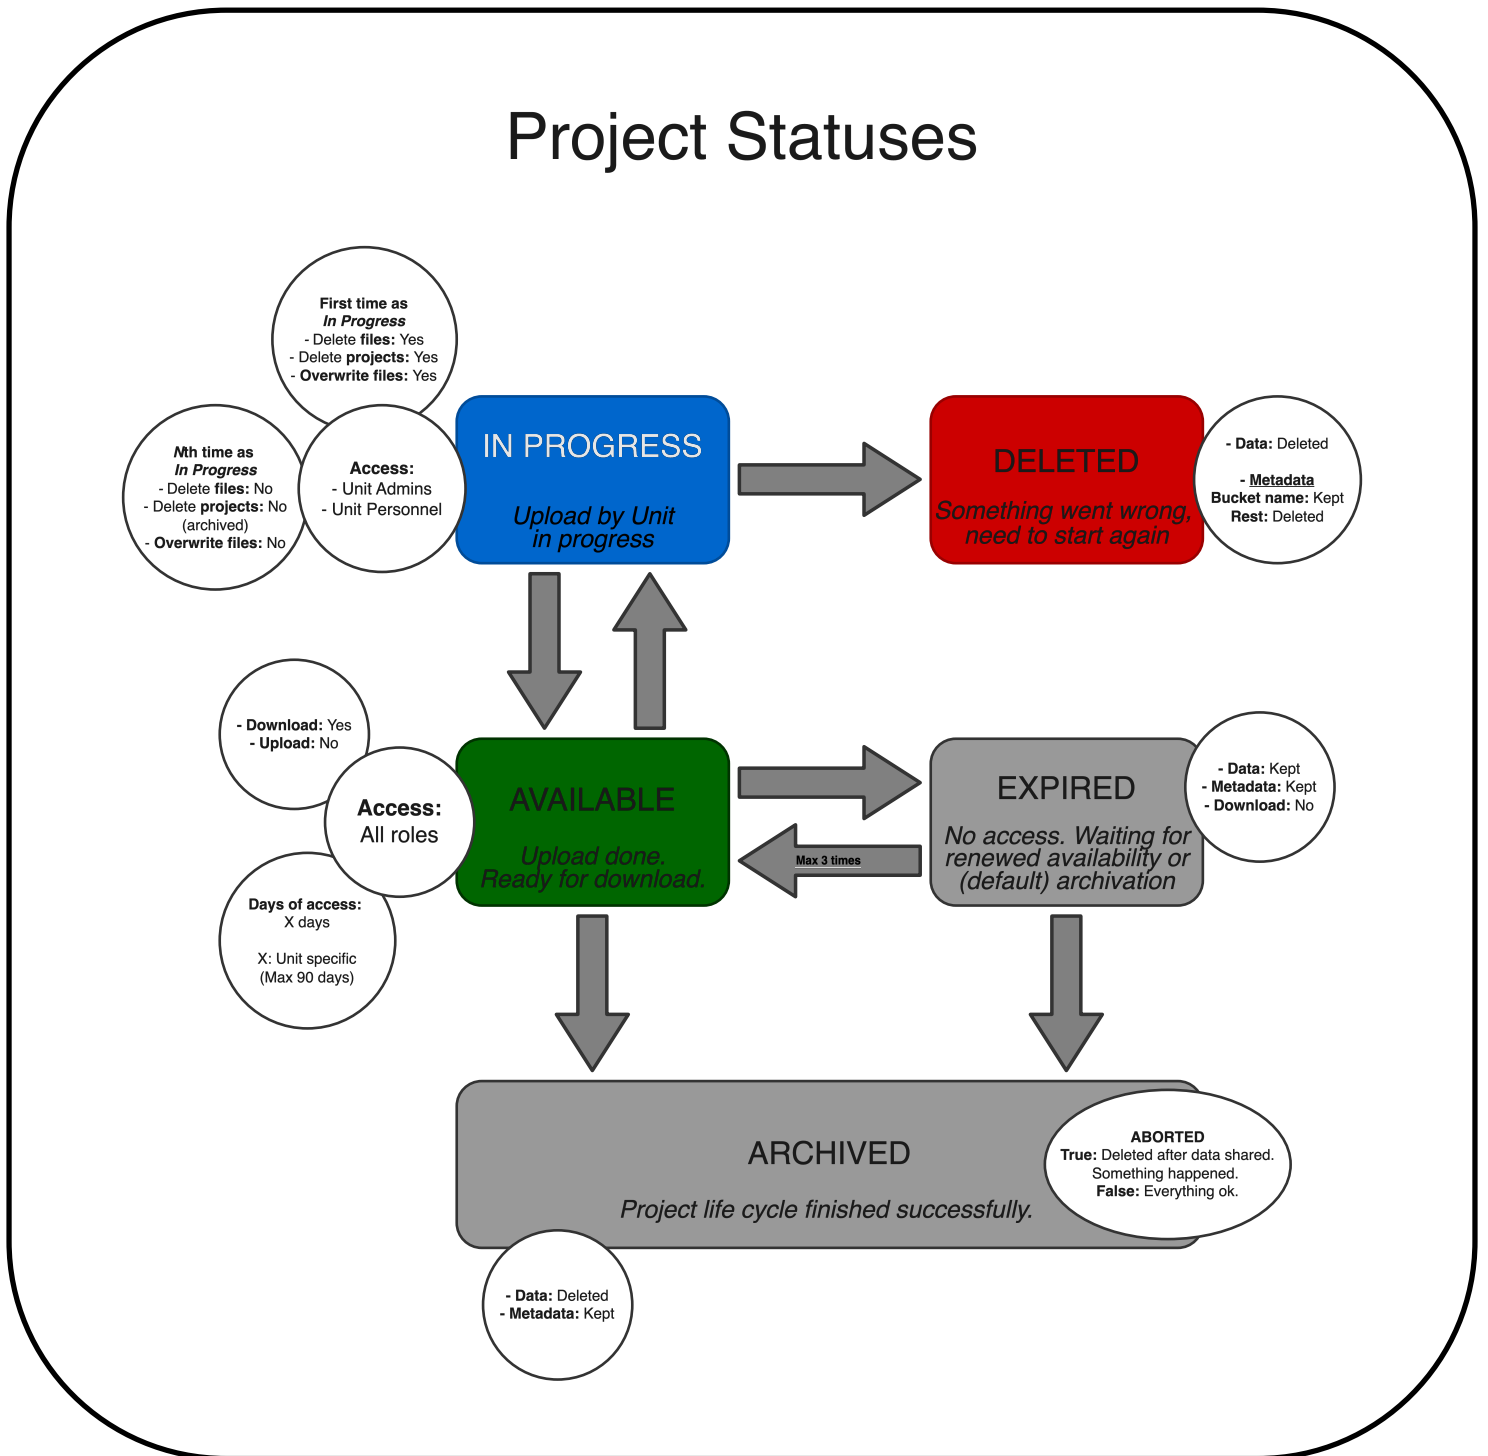 Project Statuses
First time as
In Progress
- Delete files: Yes
- Delete projects: Yes
- Overwrite files: Yes
Nth time as
In Progress
- Delete files: No
- Delete projects: No
(archived)
- Overwrite files: No
Access:
- Unit Admins
- Unit Personnel
IN PROGRESS
Upload by Unit
in progress
DELETED
Something went wrong,
need to start again
- Data: Deleted
- Metadata
Bucket name: Kept
Rest: Deleted
- Download: Yes
- Upload: No
Access:
All roles
Days of access:
X days
X: Unit specific
(Max 90 days)
AVAILABLE
Upload done.
Ready for download.
Max 3 times
EXPIRED
No access. Waiting for
renewed availability or
(default) archivation
- Data: Kept
- Metadata: Kept
- Download: No
ARCHIVED
Project life cycle finished successfully.
ABORTED
True: Deleted after data shared.
Something happened.
False: Everything ok.
- Data: Deleted
- Metadata: Kept